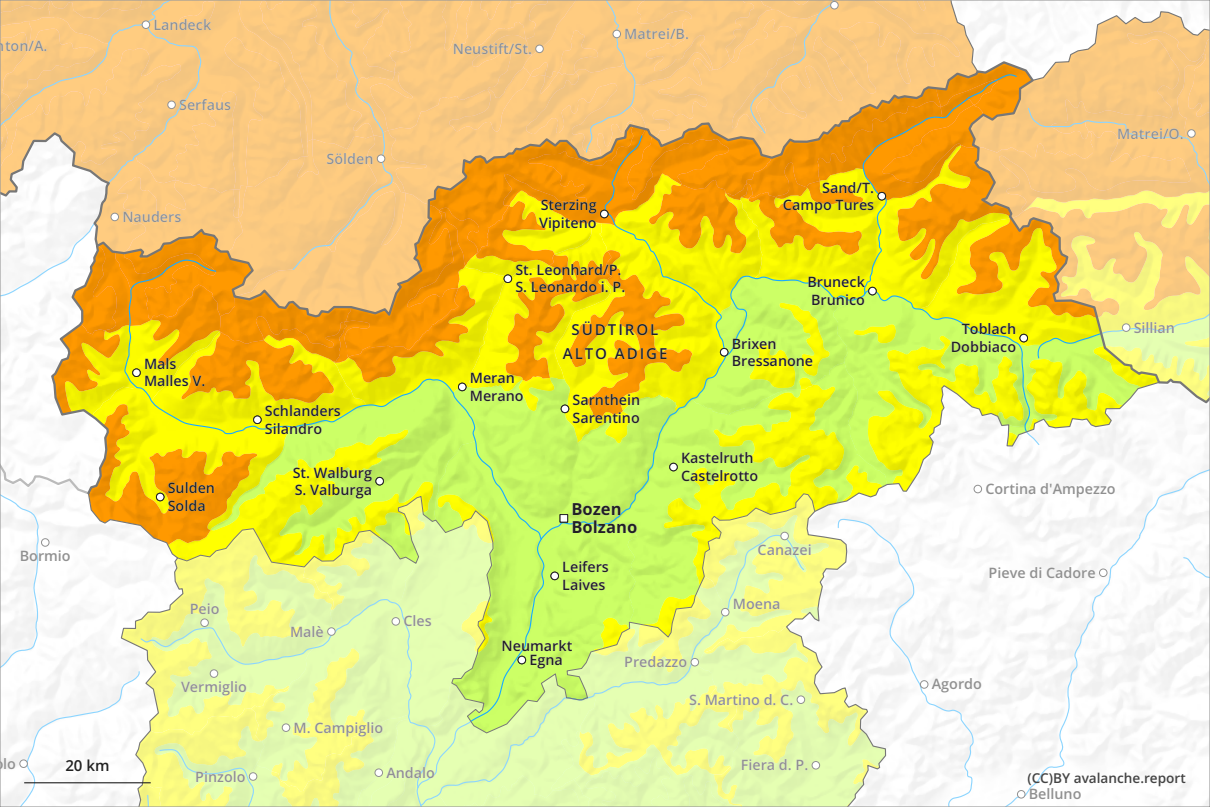 Landeck
nton/A.
Neustift/St.
Matrei/B.
Serfaus
Matrei/O.
Sölden
Nauders
Sand/T.
Campo Tures
Sterzing
Vipiteno
St. Leonhard/P.
S. Leonardo i. P.
Bruneck
Brunico
SÜDTIROL
ALTO ADIGE
Toblach
Dobbiaco
Sillian
Brixen
Bressanone
Mals
Malles V.
Meran
Merano
Sarnthein
Sarentino
Schlanders
Silandro
Kastelruth
Castelrotto
St. Walburg
S. Valburga
Sulden
Solda
Cortina d'Ampezzo
Bozen
Bolzano
Bormio
Canazei
Leifers
Laives
Pieve di Cadore
Peio
Moena
Cles
Malè
Neumarkt
Egna
Predazzo
Vermiglio
Agordo
S. Martino d. C.
M. Campiglio
olo
20 km
Pinzolo
Andalo
Fiera d. P.
(CC)BY avalanche.report
Belluno